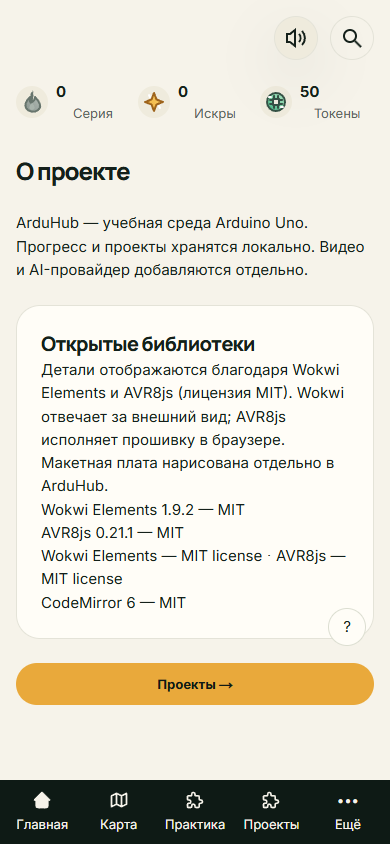 0
Серия
0
Искры
50
Токены
О проекте
ArduHub — учебная среда Arduino Uno.
Прогресс и проекты хранятся локально. Видео
и AI-провайдер добавляются отдельно.
Открытые библиотеки
Детали отображаются благодаря Wokwi
Elements и AVR8js (лицензия MIT). Wokwi
отвечает за внешний вид; AVR8js
исполняет прошивку в браузере.
Макетная плата нарисована отдельно в
ArduHub.
Wokwi Elements 1.9.2 — MIT
AVR8js 0.21.1 — MIT
Wokwi Elements — MIT license · AVR8js —
MIT license
CodeMirror 6 — MIT
?
Проекты →
Главная
Карта
Практика
Проекты
Ещё